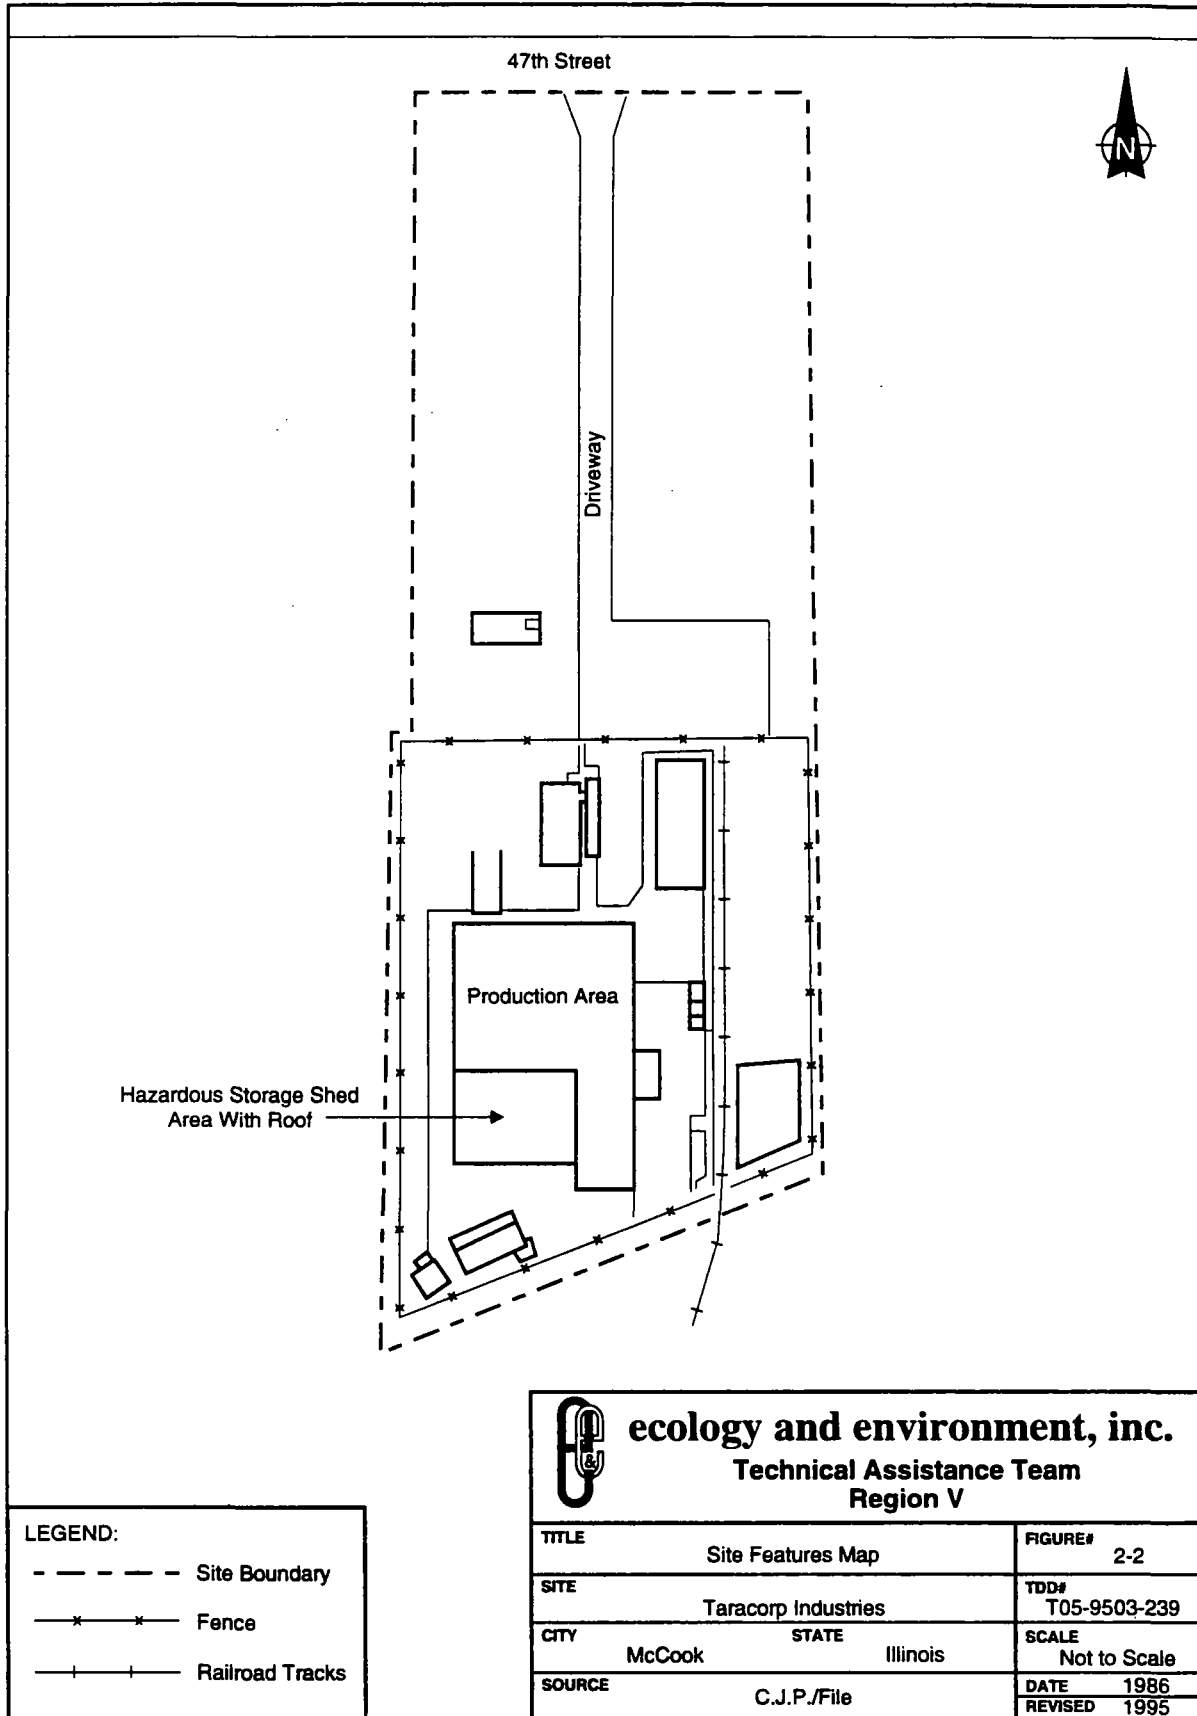 47th Street
N
Driveway
Production Area
Hazardous Storage Shed
Area With Roof
ecology and environment, inc.
Technical Assistance Team
Region V
LEGEND:
Site Boundary
Fence
Railroad Tracks
TITLE
Site Features Map
FIGURE#
2-2
SITE
Taracorp Industries
TDD#
T05-9503-239
CITY
McCook
STATE
Illinois
SCALE
Not to Scale
SOURCE
C.J.P./File
DATE 1986
REVISED 1995